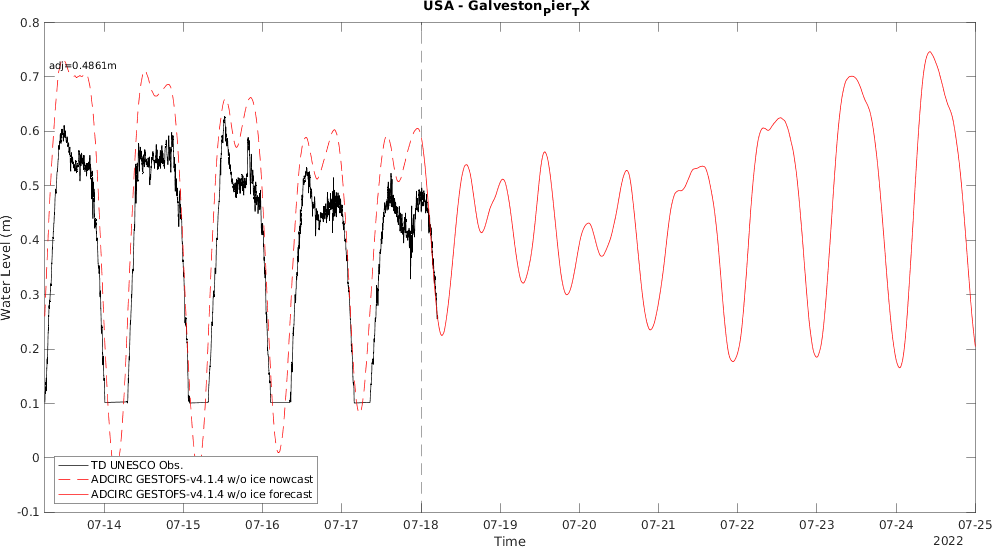 USA - Galveston_Pier_TX
0.8
adj=0.4861m
0.7
0.6
0.5
0.4
0.3
0.2
0.1
0
-0.1
Water Level (m)
TD UNESCO Obs.
ADCIRC GESTOFS-v4.1.4 w/o ice nowcast
ADCIRC GESTOFS-v4.1.4 w/o ice forecast
07-14 07-15 07-16 07-17 07-18 07-19 07-20 07-21 07-22 07-23 07-24 07-25
Time
2022